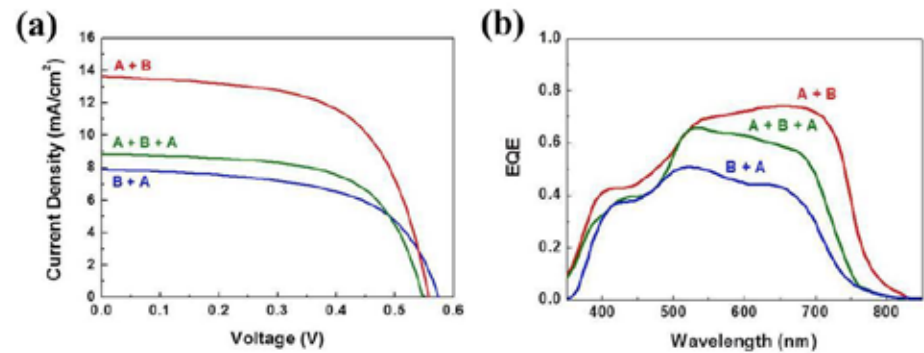 (a)
16
14
12
10
8
6
4
2
0
A + B
A + B + A
B + A
0.0 0.1 0.2 0.3 0.4 0.5 0.6
Voltage (V)
Current Density (mA/cm²)
(b)
1.0
0.8
0.6
0.4
0.2
0.0
A + B
A + B + A
B + A
400 500 600 700 800
Wavelength (nm)
EQE